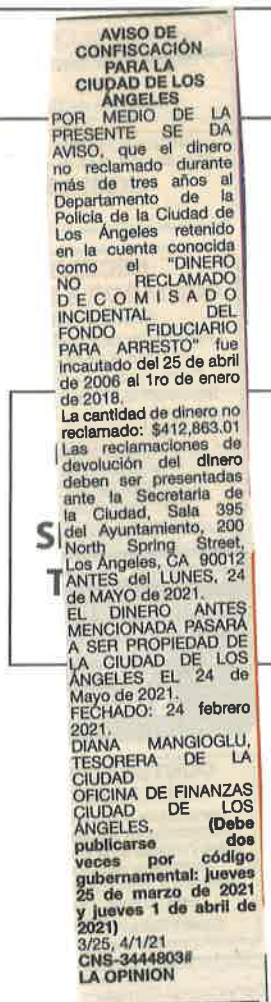 AVISO DE
CONFISCACIÓN
PARA LA
CIUDAD DE LOS
ÁNGELES
POR MEDIO DE LA
PRESENTE SE DA
AVISO, que el dinero
no reclamado durante
más de tres años al
Departamento de la
Policia de la Ciudad de
Los Ángeles retenido
en la cuenta conocida
como el "DINERO
NO RECLAMADO
DECOMISADO
INCIDENTAL DEL
FONDO FIDUCIARIO
PARA ARRESTO" fue
incautado del 25 de abril
de 2006 al 1ro de enero
de 2018.
La cantidad de dinero no
reclamado: $412,863.01
Las reclamaciones de
devolución del dinero
deben ser presentadas
ante la Secretaria de
la Ciudad, Sala 395
del Ayuntamiento, 200
North Spring Street,
Los Ángeles, CA 90012
ANTES del LUNES, 24
de MAYO de 2021.
EL DINERO ANTES
MENCIONADA PASARÁ
A SER PROPIEDAD DE
LA CIUDAD DE LOS
ÁNGELES EL 24 de
Mayo de 2021.
FECHADO: 24 febrero
2021.
DIANA MANGIOGLU,
TESORERA DE LA
CIUDAD
OFICINA DE FINANZAS
CIUDAD DE LOS
ÁNGELES. (Debe
publicarse dos
veces por código
gubernamental: jueves
25 de marzo de 2021
y jueves 1 de abril de
2021)
3/25, 4/1/21
CNS-3444803#
LA OPINION